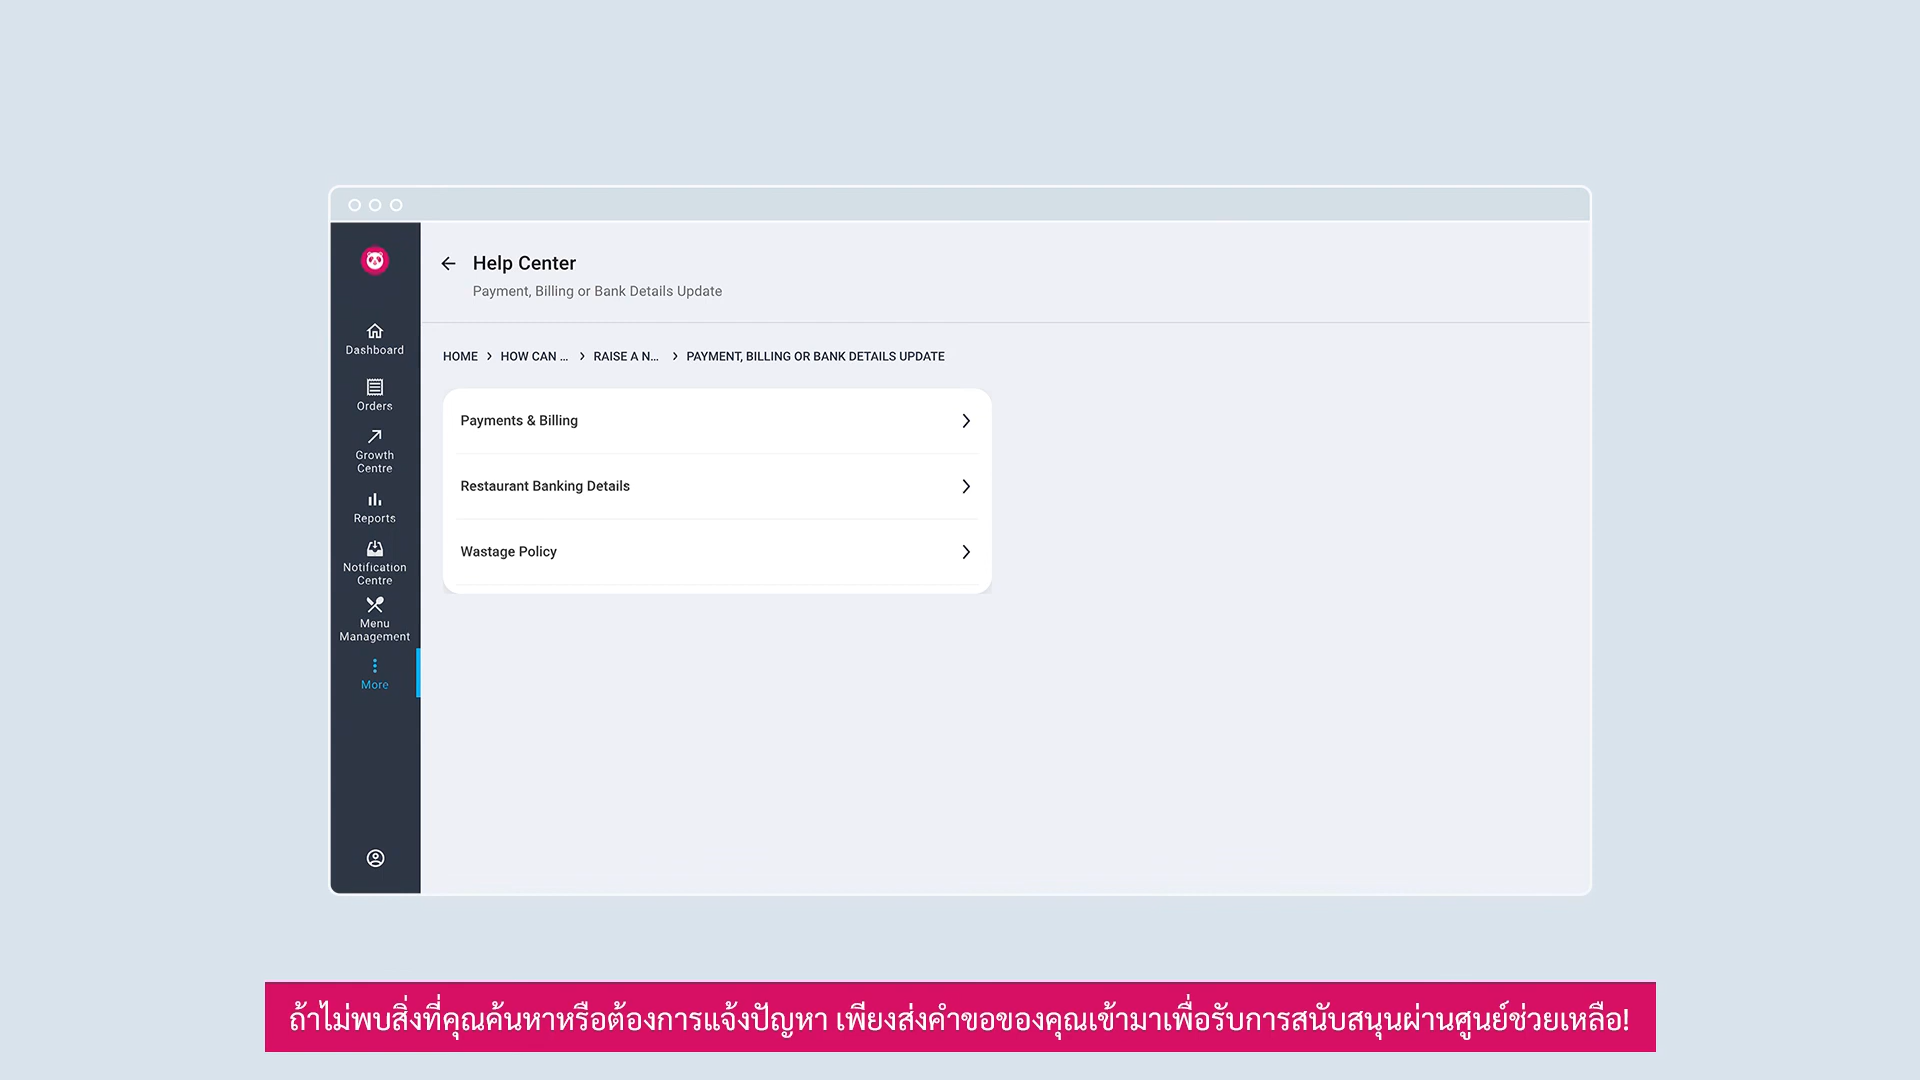 Help Center
Payment, Billing or Bank Details Update
HOME > HOW CAN ... > RAISE A N... > PAYMENT, BILLING OR BANK DETAILS UPDATE
Payments & Billing
Restaurant Banking Details
Wastage Policy
Dashboard
Orders
Growth
Centre
Reports
Notification
Centre
Menu
Management
More
ถ้าไม่พบสิ่งที่คุณค้นหาหรือต้องการแจ้งปัญหา เพียงส่งคำขอของคุณเข้ามาเพื่อรับการสนับสนุนผ่านศูนย์ช่วยเหลือ!